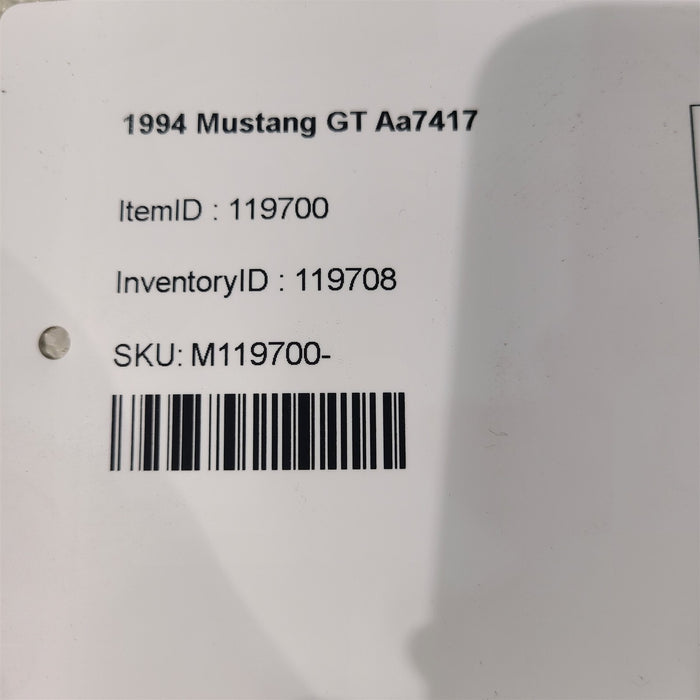 1994 Mustang GT Aa7417
ItemID : 119700
InventoryID : 119708
SKU: M119700-